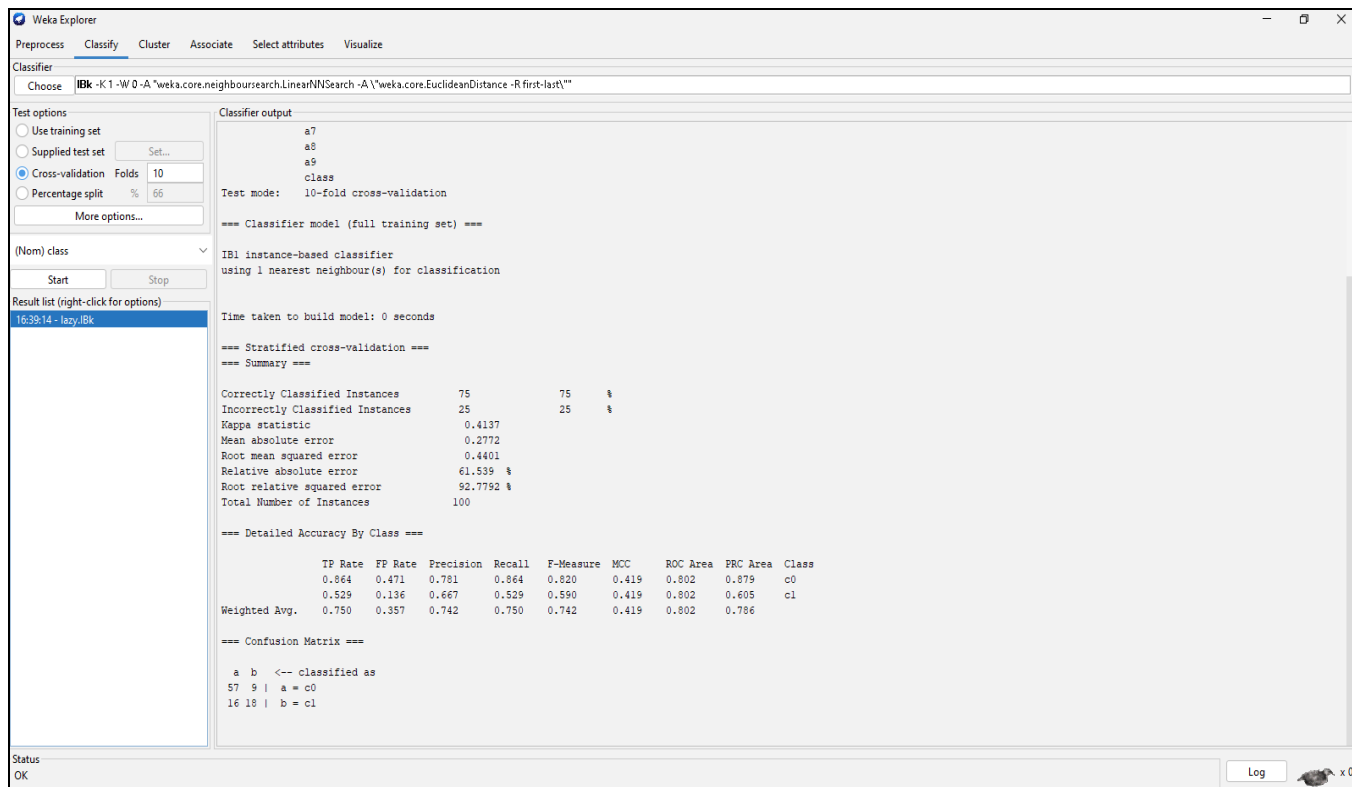 Weka Explorer
Preprocess Classify Cluster Associate Select attributes Visualize
Classifier
Choose IBk -K 1 -W 0 -A "weka.core.neighboursearch.LinearNNSearch -A \"weka.core.EuclideanDistance -R first-last\""
Test options
Use training set
Supplied test set Set...
Cross-validation Folds 10
Percentage split % 66
More options...
(Nom) class
Start Stop
Result list (right-click for options)
16:39:14 - lazy.IBk
Classifier output
a7
a8
a9
class
Test mode: 10-fold cross-validation
=== Classifier model (full training set) ===
IB1 instance-based classifier
using 1 nearest neighbour(s) for classification
Time taken to build model: 0 seconds
=== Stratified cross-validation ===
=== Summary ===
Correctly Classified Instances 75 75 %
Incorrectly Classified Instances 25 25 %
Kappa statistic 0.4137
Mean absolute error 0.2772
Root mean squared error 0.4401
Relative absolute error 61.539 %
Root relative squared error 92.7792 %
Total Number of Instances 100
=== Detailed Accuracy By Class ===
TP Rate FP Rate Precision Recall F-Measure MCC ROC Area PRC Area Class
0.864 0.471 0.781 0.864 0.820 0.419 0.802 0.879 c0
0.529 0.136 0.667 0.529 0.590 0.419 0.802 0.605 c1
Weighted Avg. 0.750 0.357 0.742 0.750 0.742 0.419 0.802 0.786
=== Confusion Matrix ===
a b <-- classified as
57 9 | a = c0
16 18 | b = c1
Status
OK
Log x 0